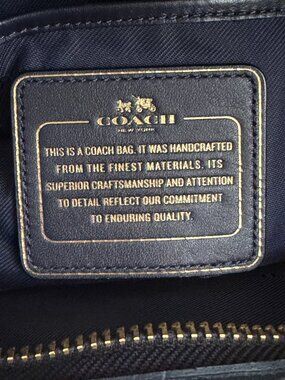 COACH
NEW YORK
THIS IS A COACH BAG. IT WAS HANDCRAFTED
FROM THE FINEST MATERIALS. ITS
SUPERIOR CRAFTSMANSHIP AND ATTENTION
TO DETAIL REFLECT OUR COMMITMENT
TO ENDURING QUALITY.